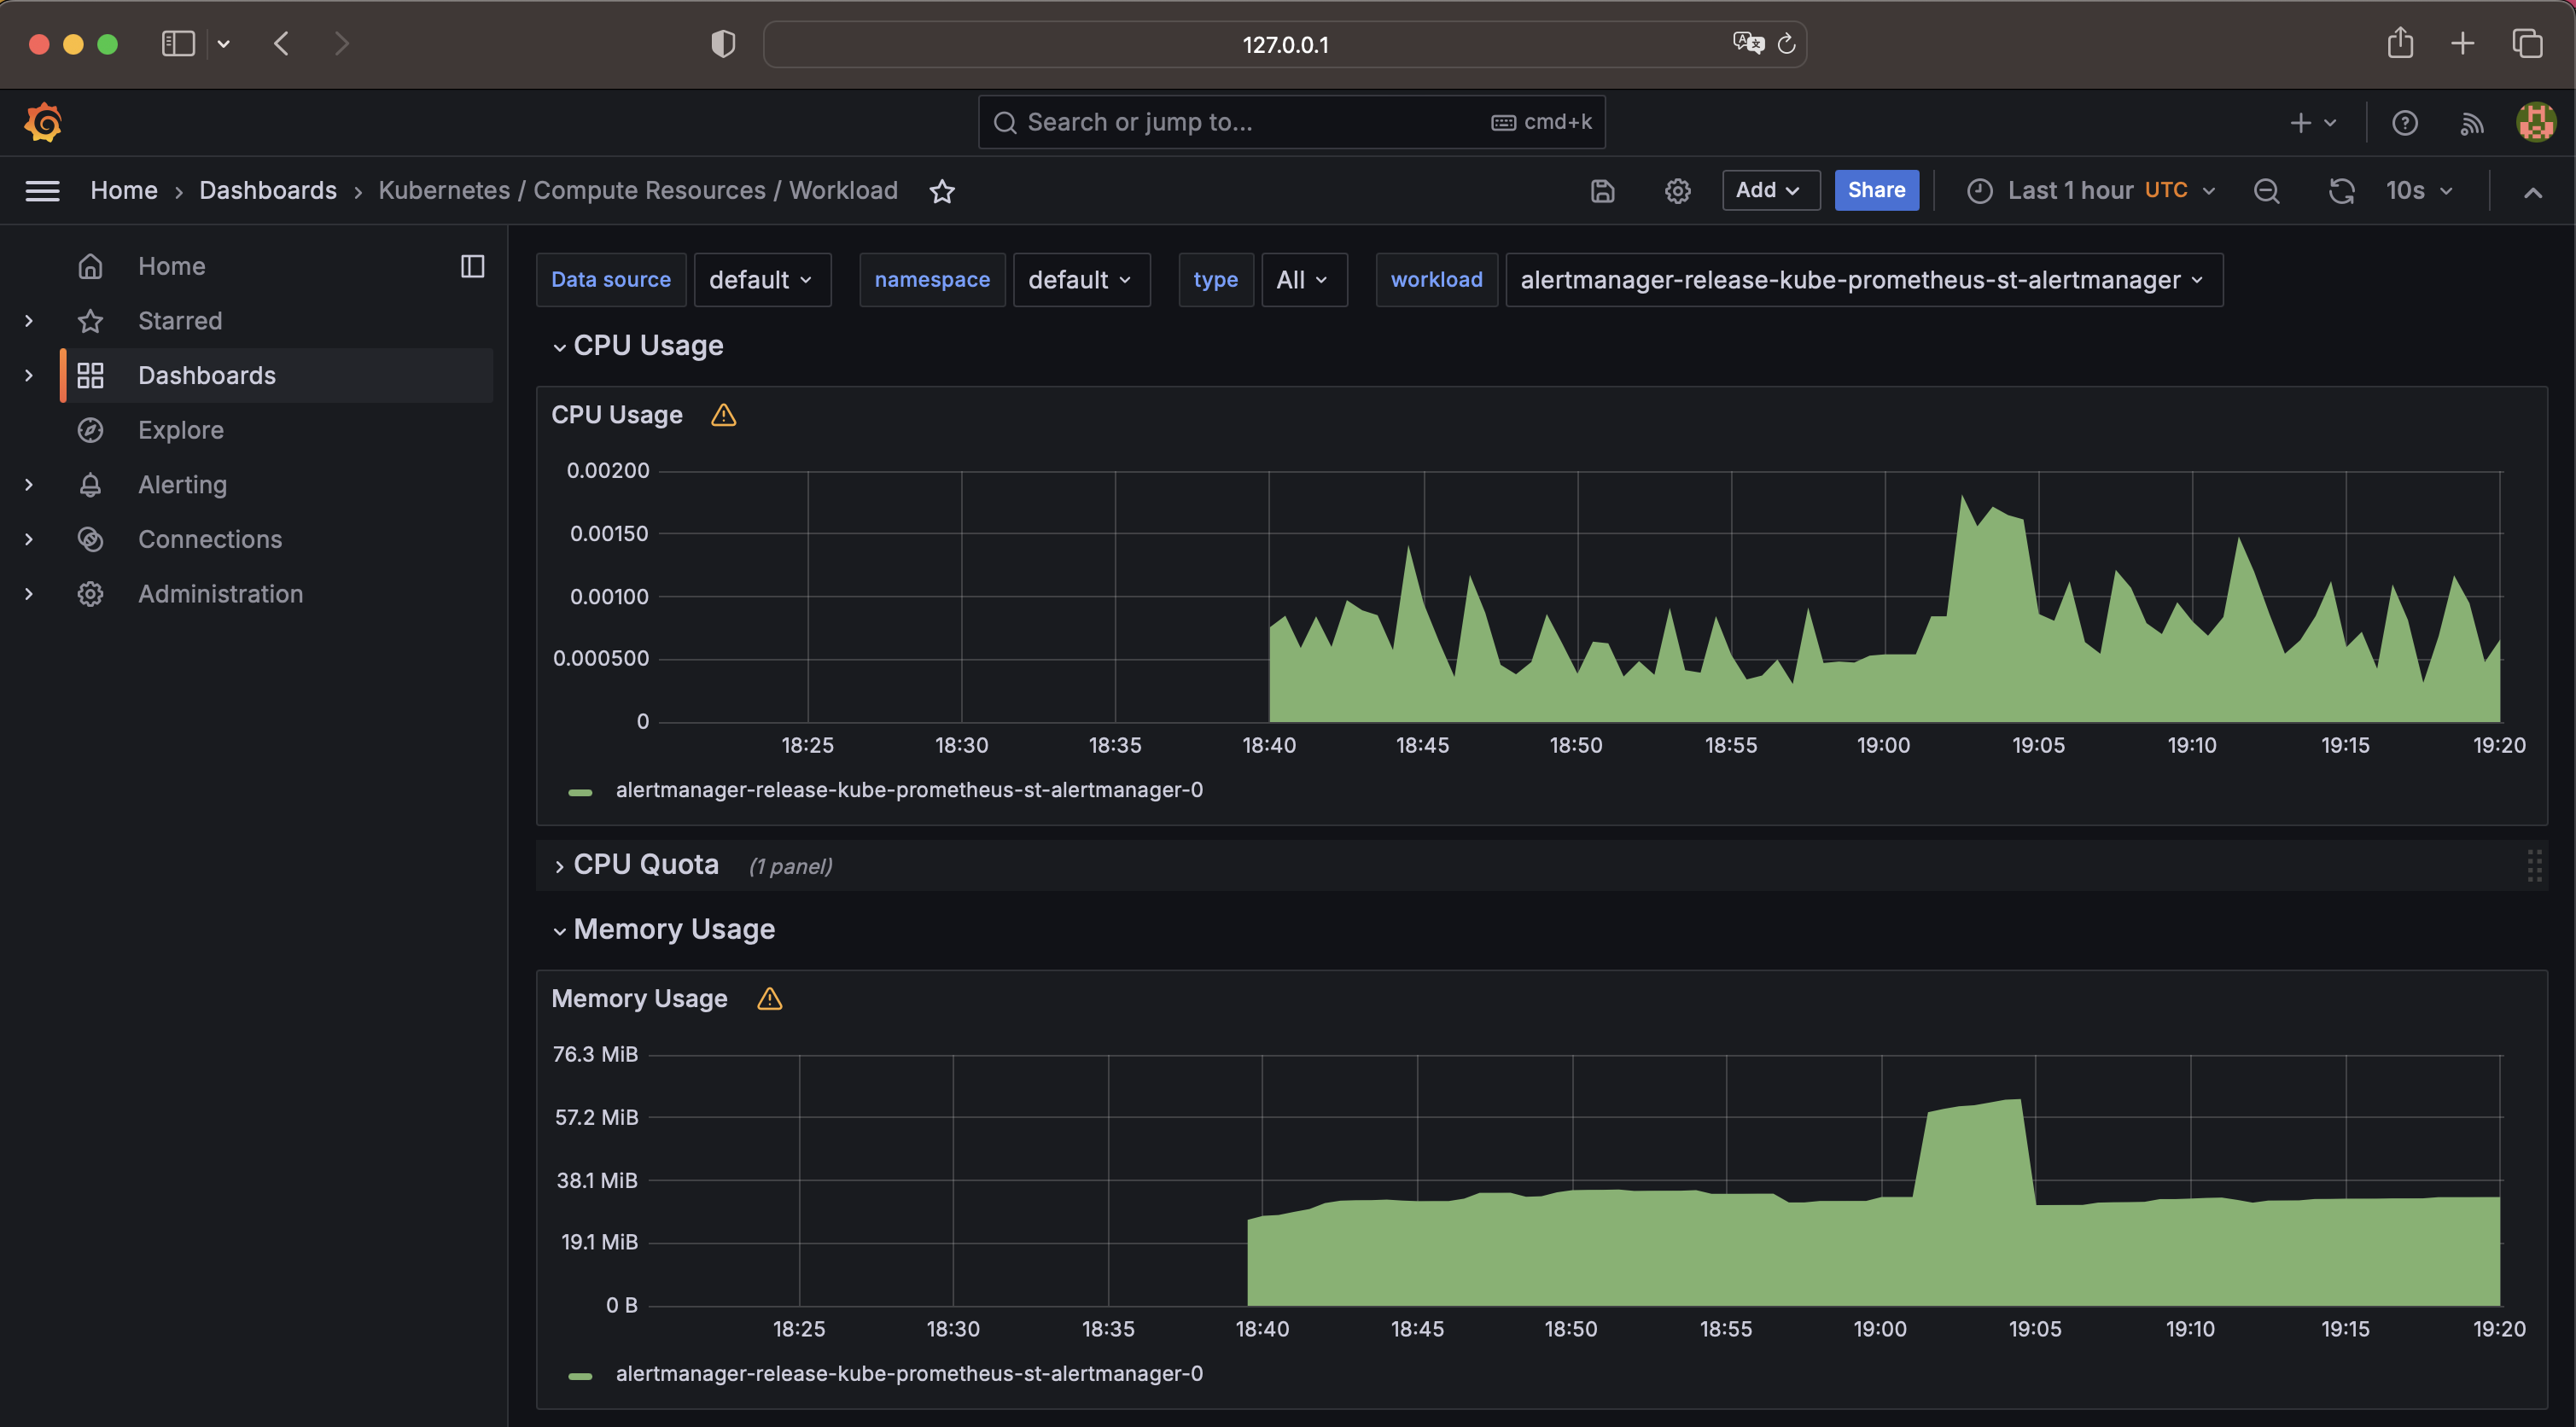 127.0.0.1
Search or jump to... cmd+k
Home › Dashboards › Kubernetes / Compute Resources / Workload Add Share Last 1 hour UTC 10s
Home
Starred
Dashboards
Explore
Alerting
Connections
Administration
Data source default namespace default type All workload alertmanager-release-kube-prometheus-st-alertmanager
CPU Usage
CPU Usage
0.00200
0.00150
0.00100
0.000500
0
18:25 18:30 18:35 18:40 18:45 18:50 18:55 19:00 19:05 19:10 19:15 19:20
alertmanager-release-kube-prometheus-st-alertmanager-0
CPU Quota (1 panel)
Memory Usage
Memory Usage
76.3 MiB
57.2 MiB
38.1 MiB
19.1 MiB
0 B
18:25 18:30 18:35 18:40 18:45 18:50 18:55 19:00 19:05 19:10 19:15 19:20
alertmanager-release-kube-prometheus-st-alertmanager-0